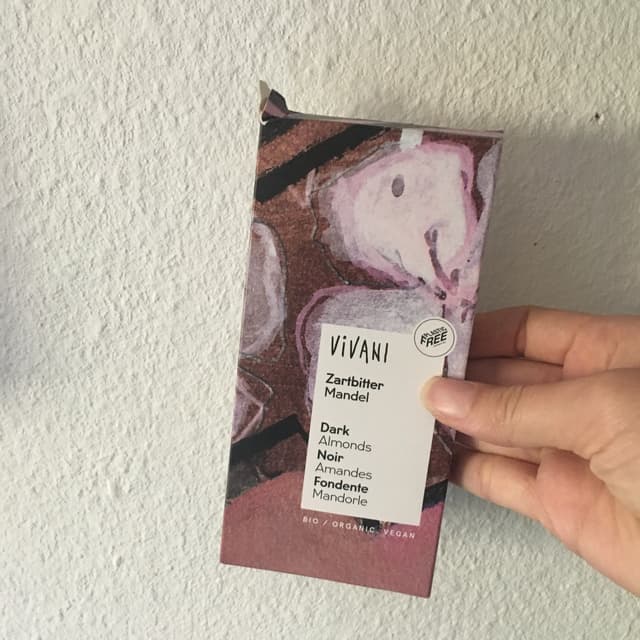 ViVANI
PLASTIC
FREE
Zartbitter
Mandel
Dark
Almonds
Noir
Amandes
Fondente
Mandorle
BIO / ORGANIC VEGAN